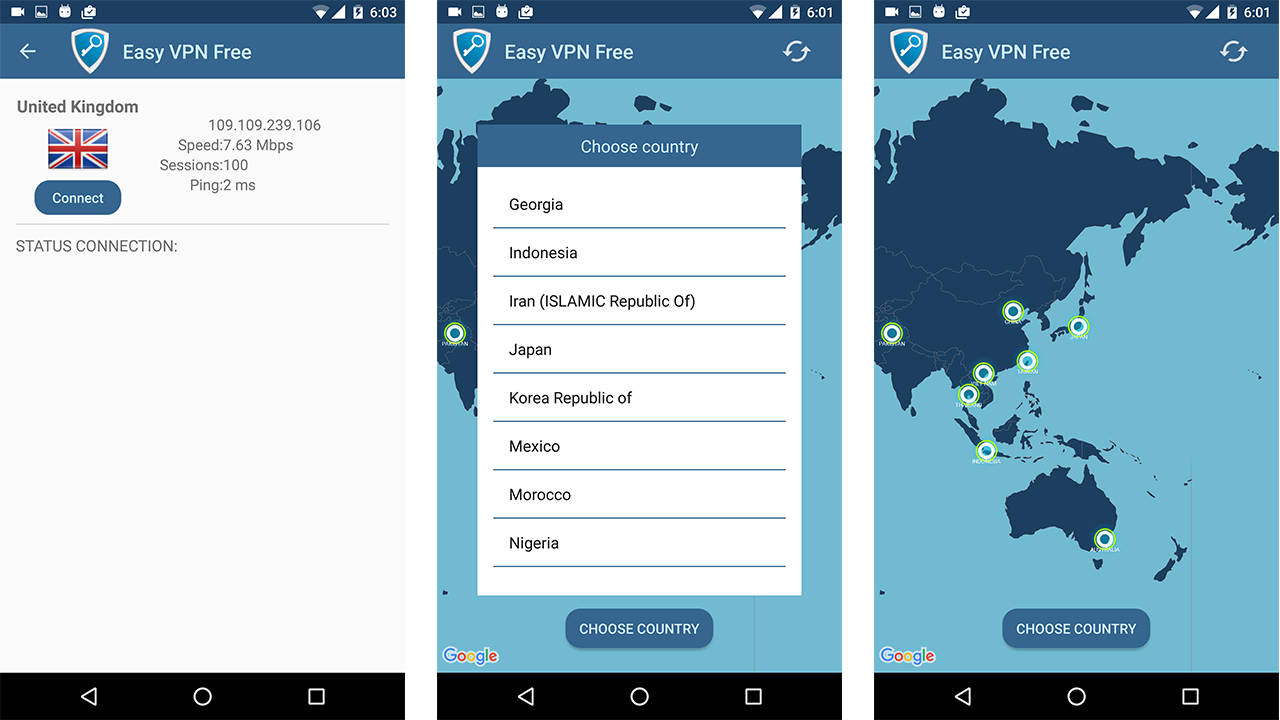 6:03
Easy VPN Free
United Kingdom
109.109.239.106
Speed:7.63 Mbps
Sessions:100
Ping:2 ms
Connect
STATUS CONNECTION:
6:01
Easy VPN Free
Choose country
Georgia
Indonesia
Iran (ISLAMIC Republic Of)
Japan
Korea Republic of
Mexico
Morocco
Nigeria
PAKISTAN
CHOOSE COUNTRY
Google
6:01
Easy VPN Free
CHINA
JAPAN
PAKISTAN
TAIWAN
VIET NAM
THAILAND
INDONESIA
AUSTRALIA
CHOOSE COUNTRY
Google